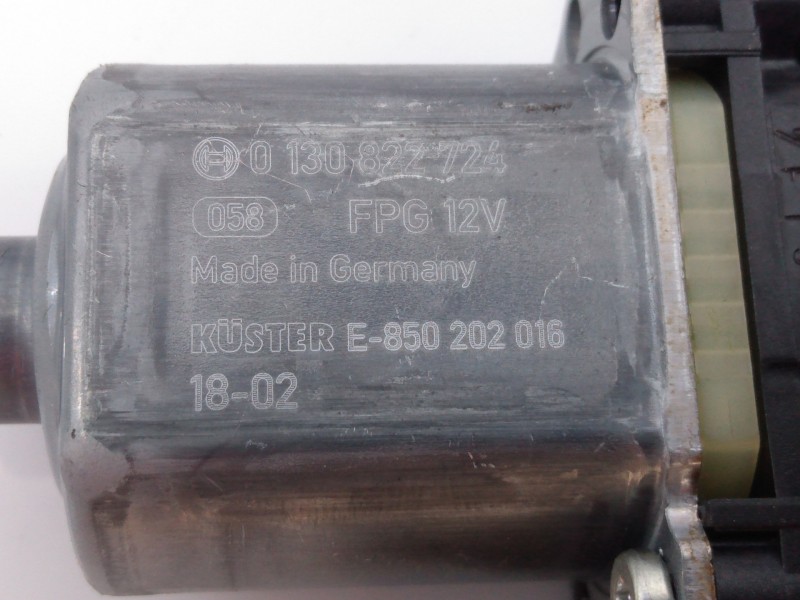 0 130 822 724
058 FPG 12V
Made in Germany
KÜSTER E-850 202 016
18-02